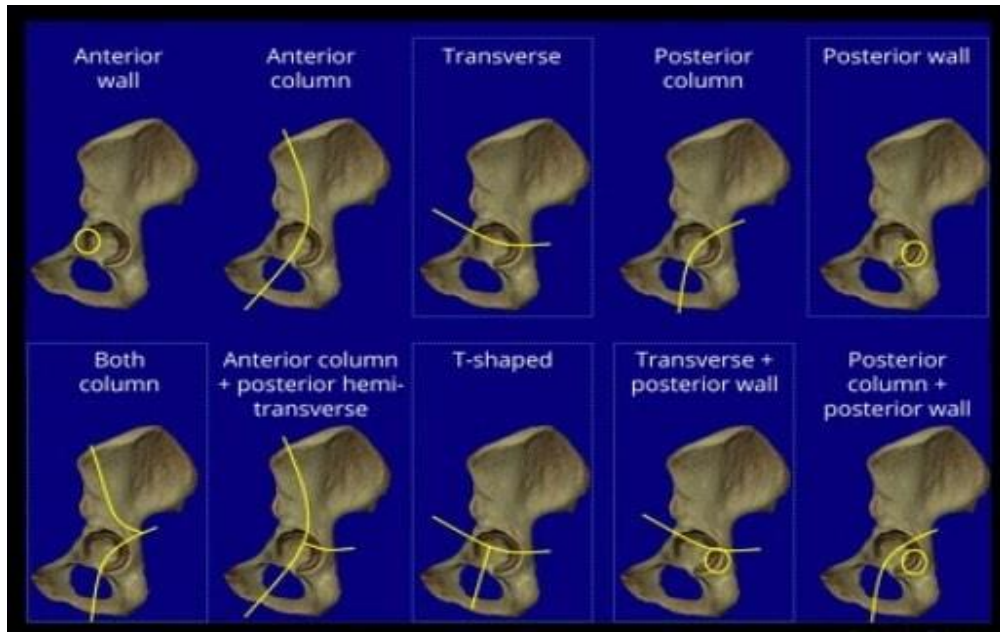 Anterior
wall
Anterior
column
Transverse
Posterior
column
Posterior wall
Both
column
Anterior column
+ posterior hemi-
transverse
T-shaped
Transverse +
posterior wall
Posterior
column +
posterior wall